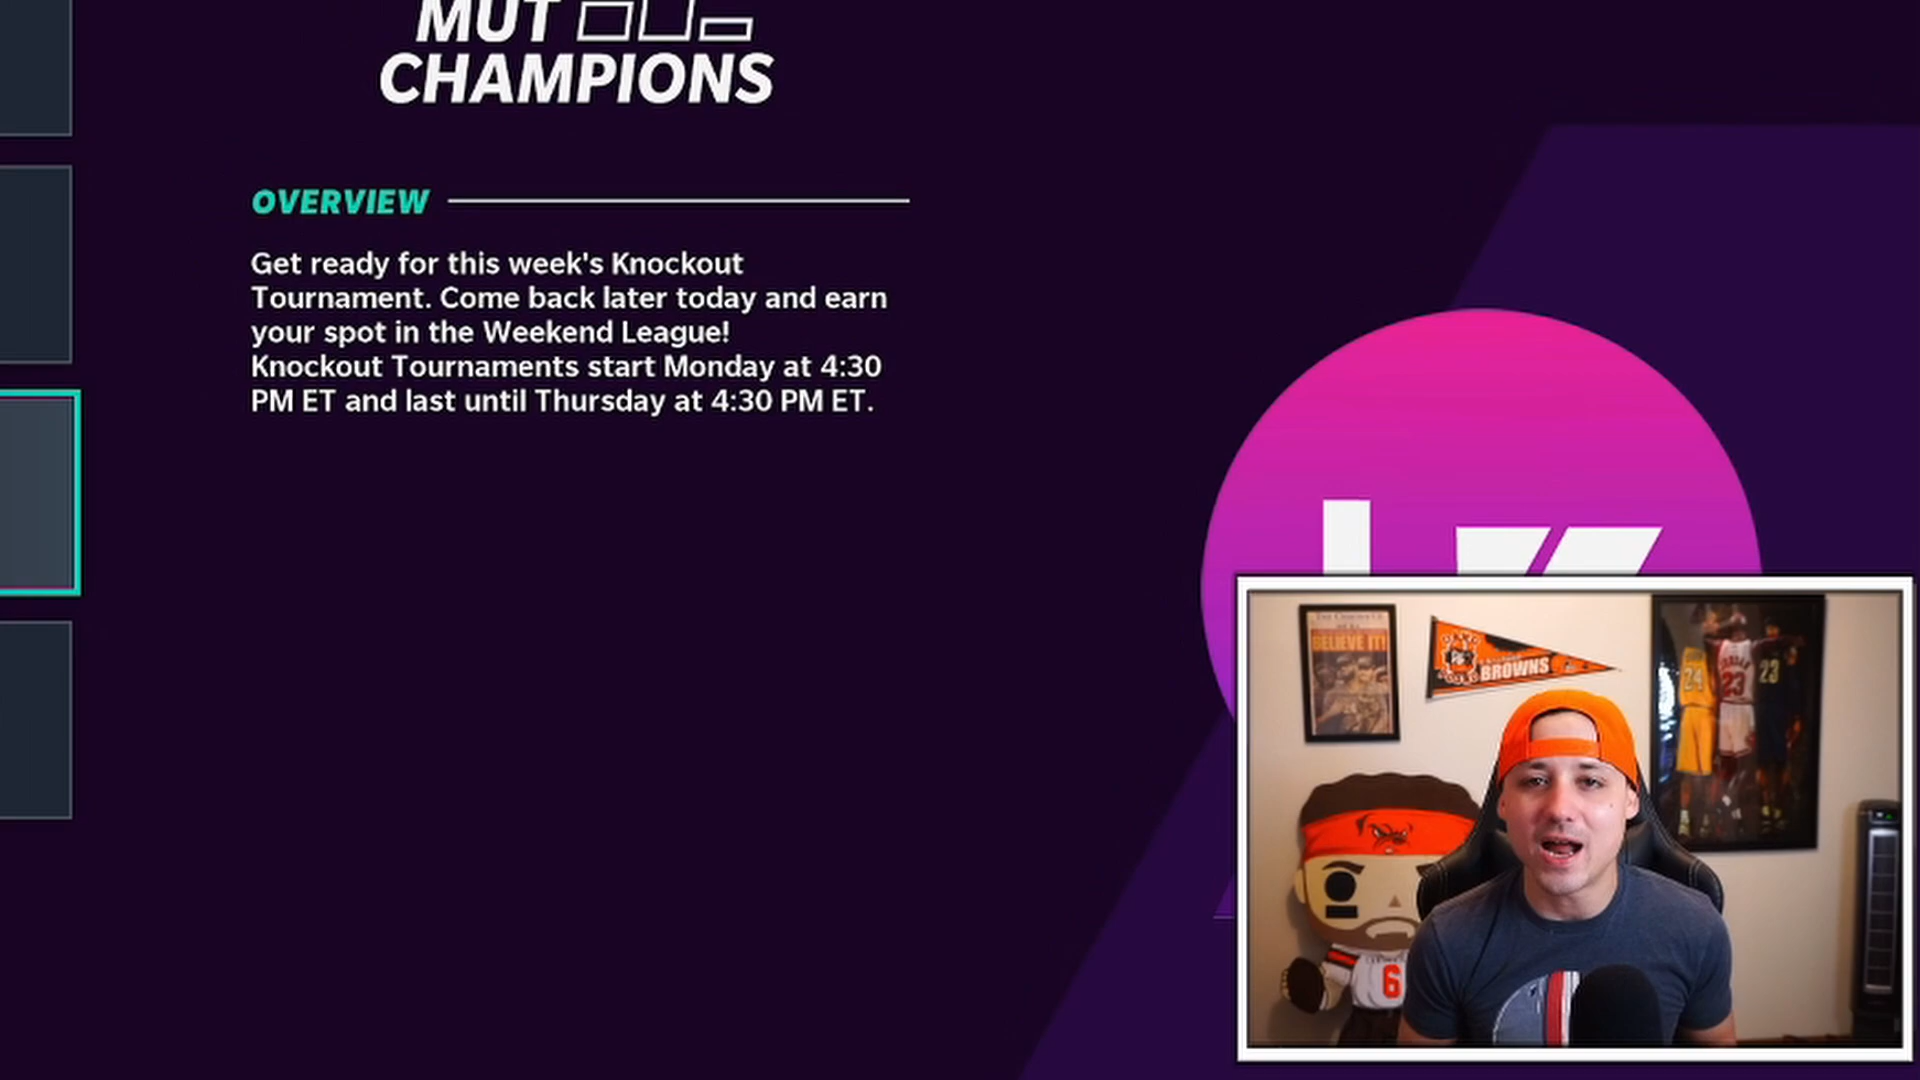 MUT
CHAMPIONS
OVERVIEW
Get ready for this week's Knockout
Tournament. Come back later today and earn
your spot in the Weekend League!
Knockout Tournaments start Monday at 4:30
PM ET and last until Thursday at 4:30 PM ET.
BELIEVE IT!
BROWNS
24
JORDAN
23
23
6